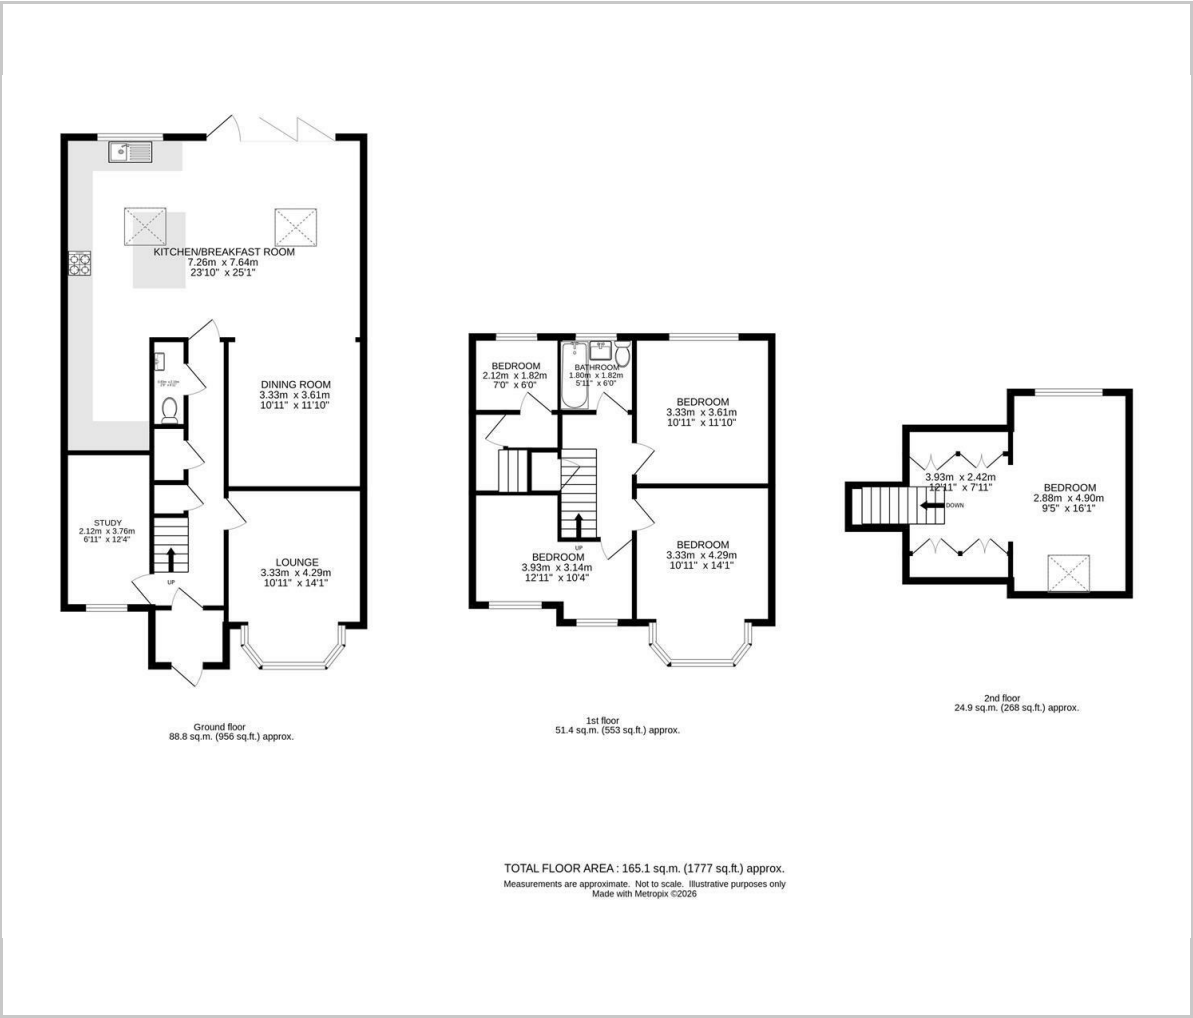 KITCHEN/BREAKFAST ROOM
7.26m x 7.64m
23'10" x 25'1"
DINING ROOM
3.33m x 3.61m
10'11" x 11'10"
STUDY
2.12m x 3.76m
6'11" x 12'4"
LOUNGE
3.33m x 4.29m
10'11" x 14'1"
UP
Ground floor
88.8 sq.m. (956 sq.ft.) approx.
BEDROOM
2.12m x 1.82m
7'0" x 6'0"
BATHROOM
1.80m x 1.82m
5'11" x 6'0"
BEDROOM
3.33m x 3.61m
10'11" x 11'10"
UP
BEDROOM
3.93m x 3.14m
12'11" x 10'4"
BEDROOM
3.33m x 4.29m
10'11" x 14'1"
1st floor
51.4 sq.m. (553 sq.ft.) approx.
3.93m x 2.42m
12'11" x 7'11"
DOWN
BEDROOM
2.88m x 4.90m
9'5" x 16'1"
2nd floor
24.9 sq.m. (268 sq.ft.) approx.
TOTAL FLOOR AREA : 165.1 sq.m. (1777 sq.ft.) approx.
Measurements are approximate. Not to scale. Illustrative purposes only
Made with Metropix ©2026